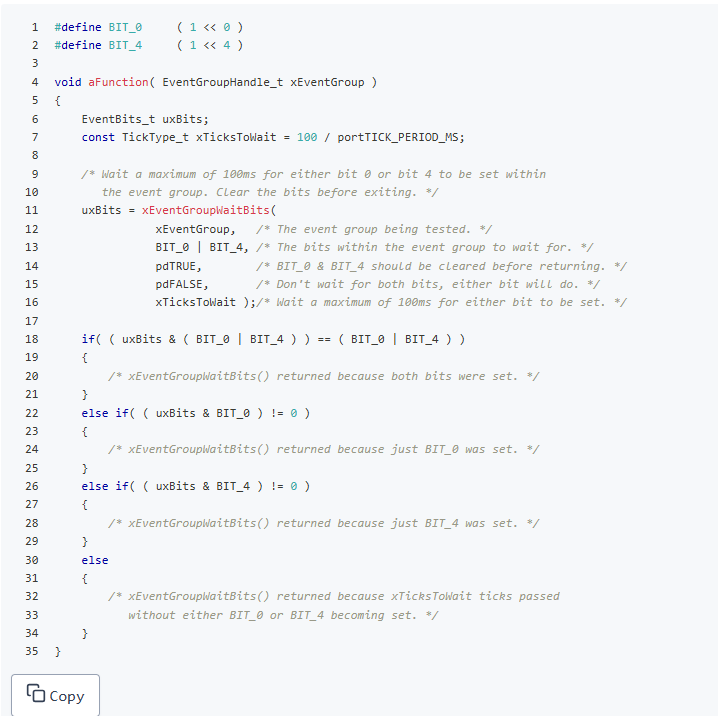 1 #define BIT_0     ( 1 << 0 )
2 #define BIT_4     ( 1 << 4 )
3
4 void aFunction( EventGroupHandle_t xEventGroup )
5 {
6     EventBits_t uxBits;
7     const TickType_t xTicksToWait = 100 / portTICK_PERIOD_MS;
8
9     /* Wait a maximum of 100ms for either bit 0 or bit 4 to be set within
10        the event group. Clear the bits before exiting. */
11     uxBits = xEventGroupWaitBits(
12                xEventGroup,   /* The event group being tested. */
13                BIT_0 | BIT_4, /* The bits within the event group to wait for. */
14                pdTRUE,        /* BIT_0 & BIT_4 should be cleared before returning. */
15                pdFALSE,       /* Don't wait for both bits, either bit will do. */
16                xTicksToWait );/* Wait a maximum of 100ms for either bit to be set. */
17
18     if( ( uxBits & ( BIT_0 | BIT_4 ) ) == ( BIT_0 | BIT_4 ) )
19     {
20         /* xEventGroupWaitBits() returned because both bits were set. */
21     }
22     else if( ( uxBits & BIT_0 ) != 0 )
23     {
24         /* xEventGroupWaitBits() returned because just BIT_0 was set. */
25     }
26     else if( ( uxBits & BIT_4 ) != 0 )
27     {
28         /* xEventGroupWaitBits() returned because just BIT_4 was set. */
29     }
30     else
31     {
32         /* xEventGroupWaitBits() returned because xTicksToWait ticks passed
33            without either BIT_0 or BIT_4 becoming set. */
34     }
35 }
Copy